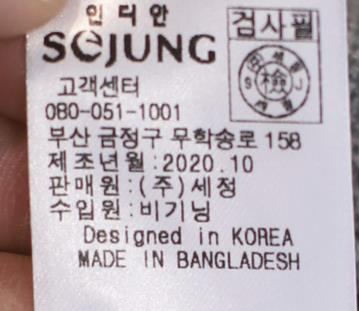 인디안
검사필
SEJUNG
檢
고객센터
080-051-1001
부산 금정구 무학송로 158
제조년월:2020.10
판매원:(주)세정
수입원:비기닝
Designed in KOREA
MADE IN BANGLADESH